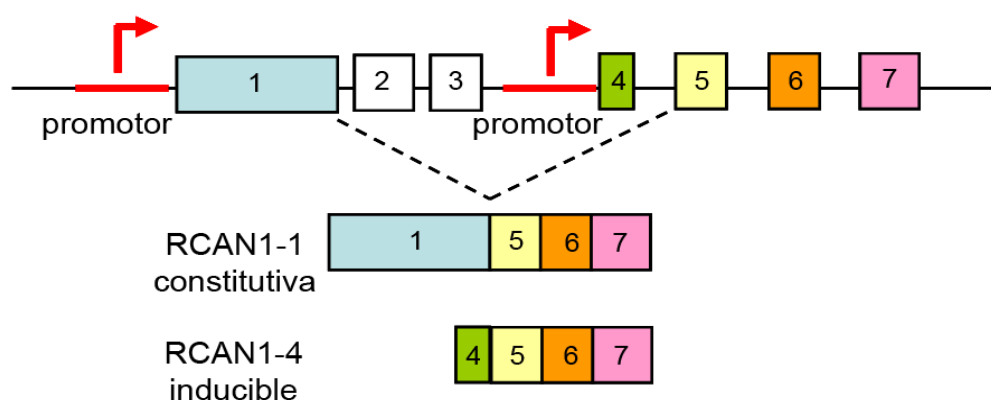 1 2 3 4 5 6 7
promotor promotor
RCAN1-1 1 5 6 7
constitutiva
RCAN1-4 4 5 6 7
inducible